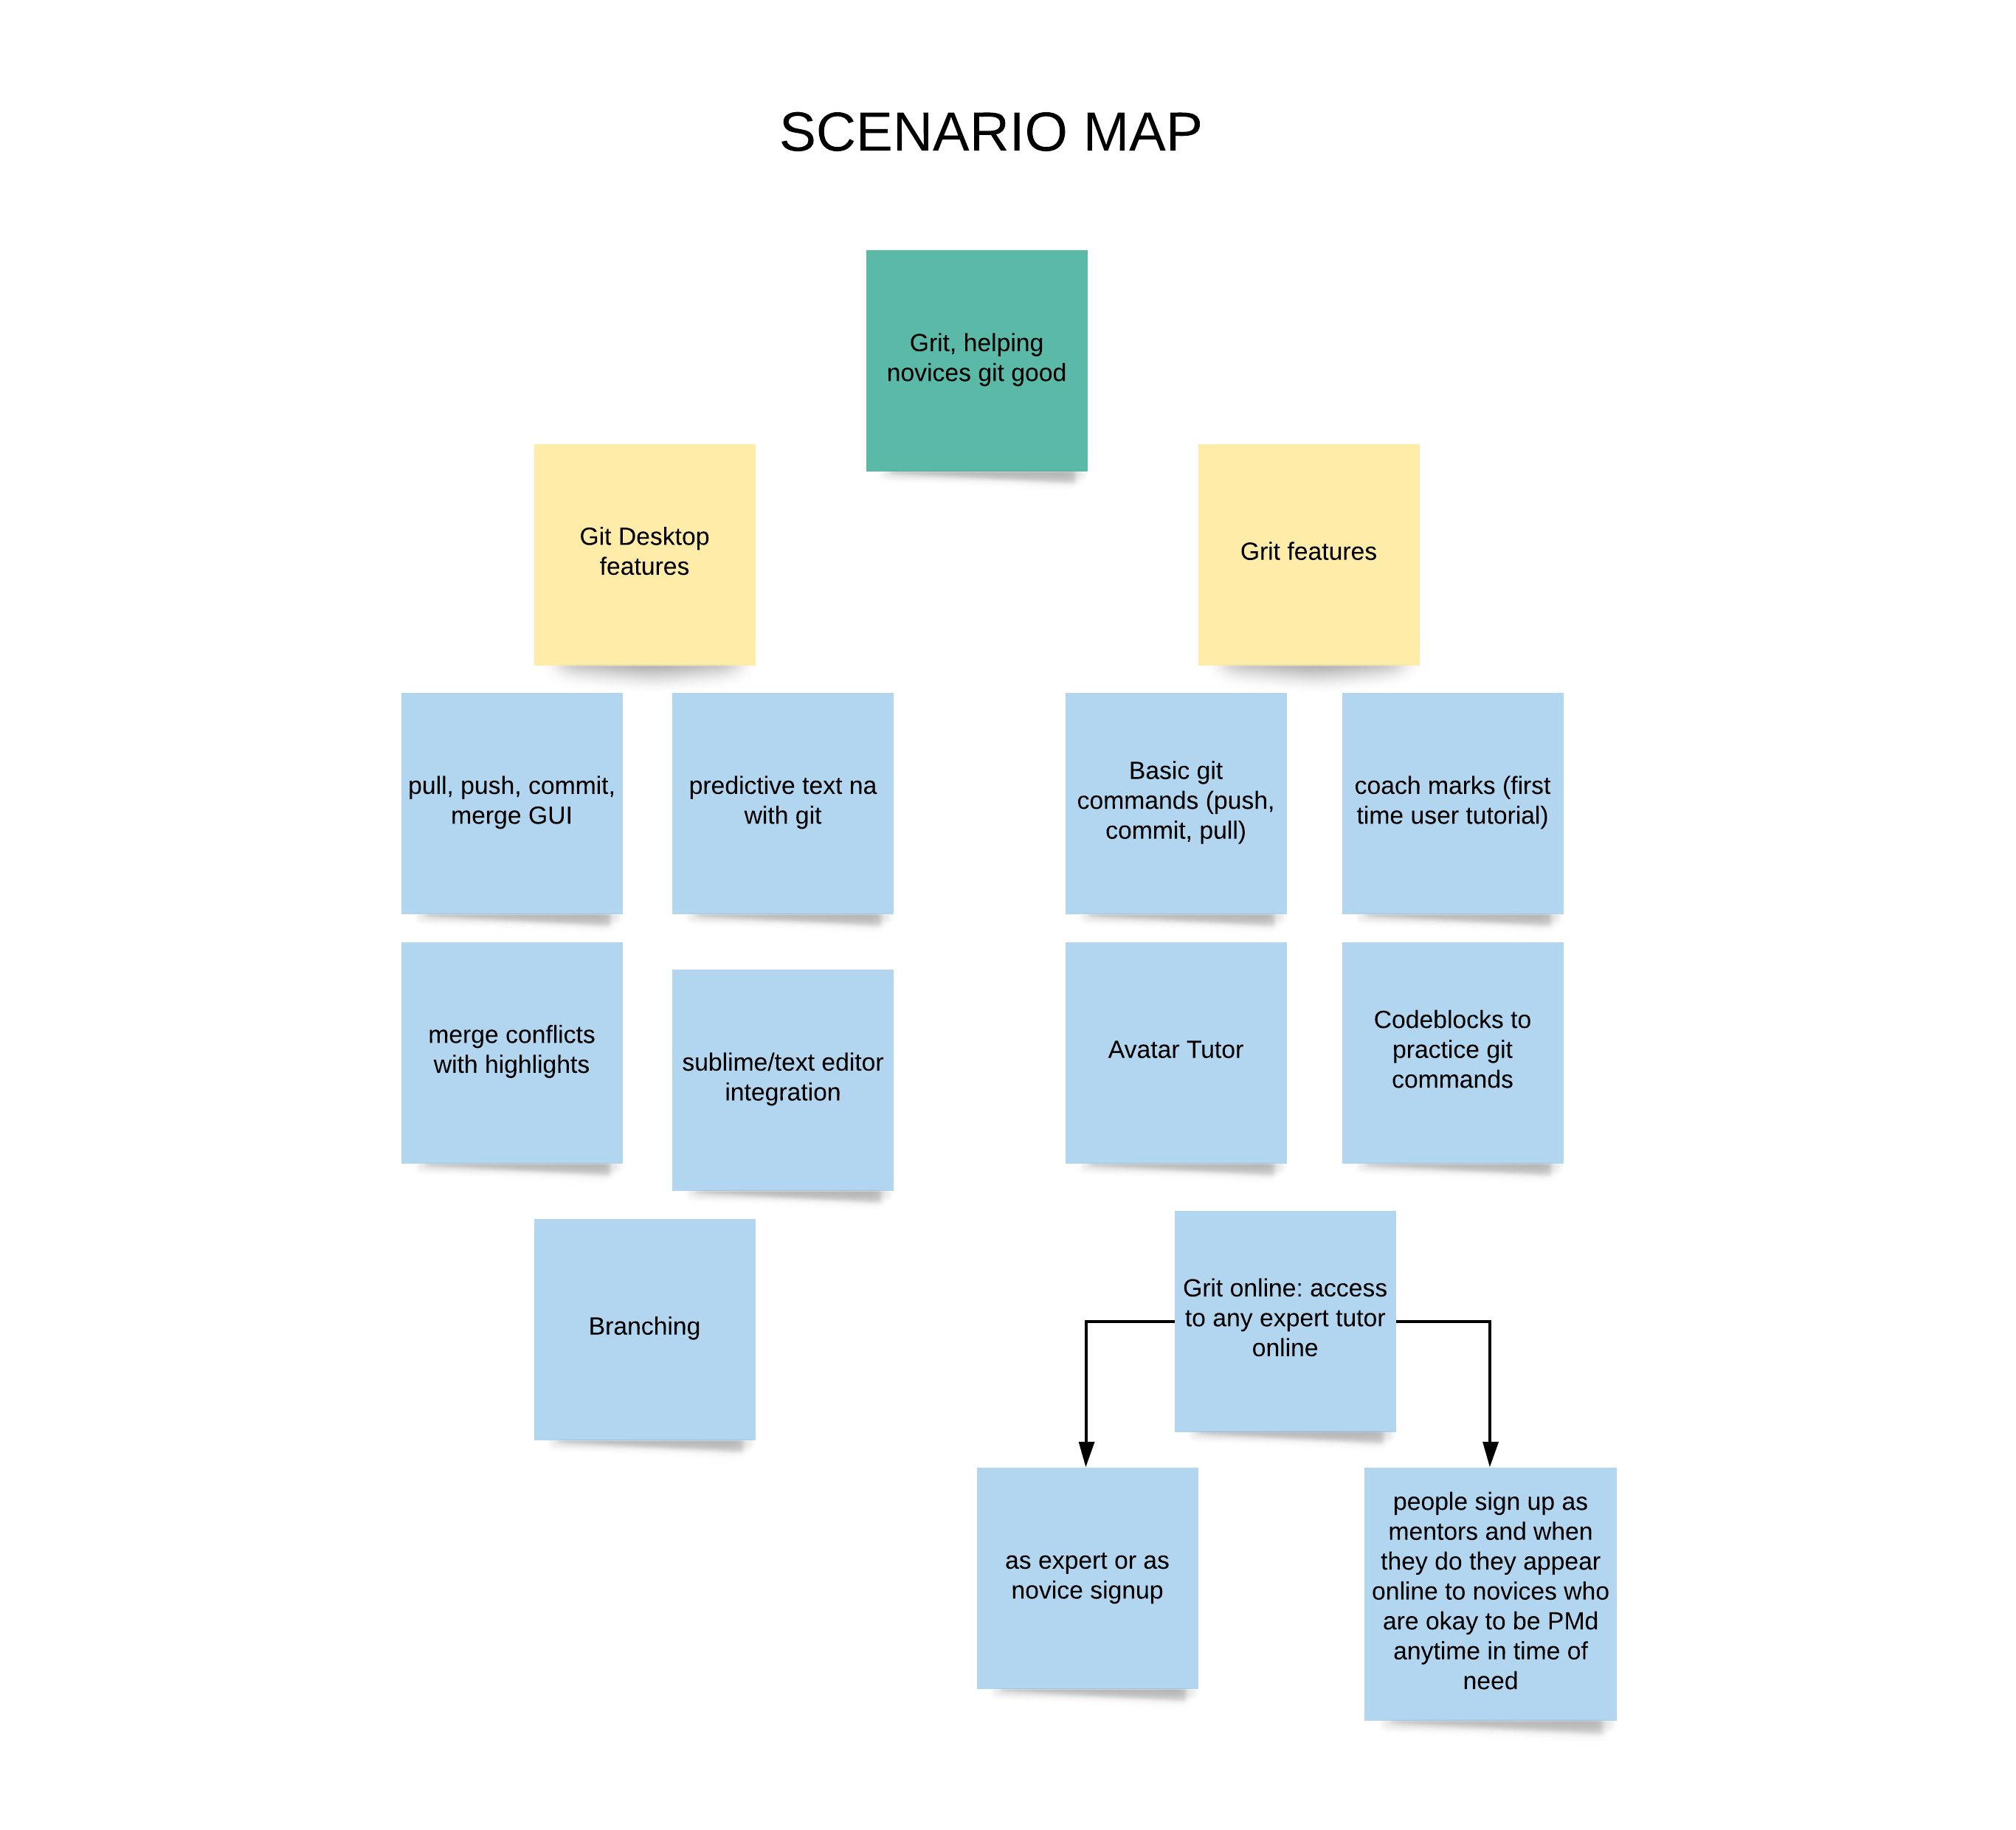 SCENARIO MAP
Grit, helping
novices git good
Git Desktop
features
Grit features
pull, push, commit,
merge GUI
predictive text na
with git
Basic git
commands (push,
commit, pull)
coach marks (first
time user tutorial)
merge conflicts
with highlights
sublime/text editor
integration
Avatar Tutor
Codeblocks to
practice git
commands
Branching
Grit online: access
to any expert tutor
online
as expert or as
novice signup
people sign up as
mentors and when
they do they appear
online to novices who
are okay to be PMd
anytime in time of
need